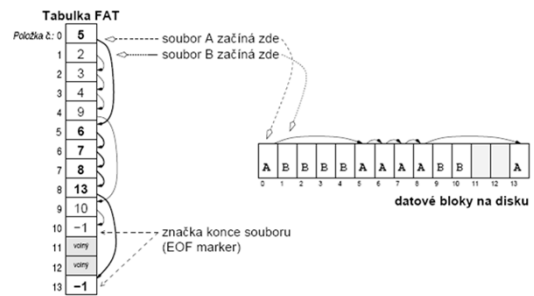 Tabulka FAT
Položka č.: 0 5
soubor A začíná zde
1 2
soubor B začíná zde
2 3
3 4
4 9
5 6
6 7
7 8
8 13
9 10
10 −1
11 volný
12 volný
13 −1
značka konce souboru
(EOF marker)
A B B B B A A A A B B A
0 1 2 3 4 5 6 7 8 9 10 11 12 13
datové bloky na disku